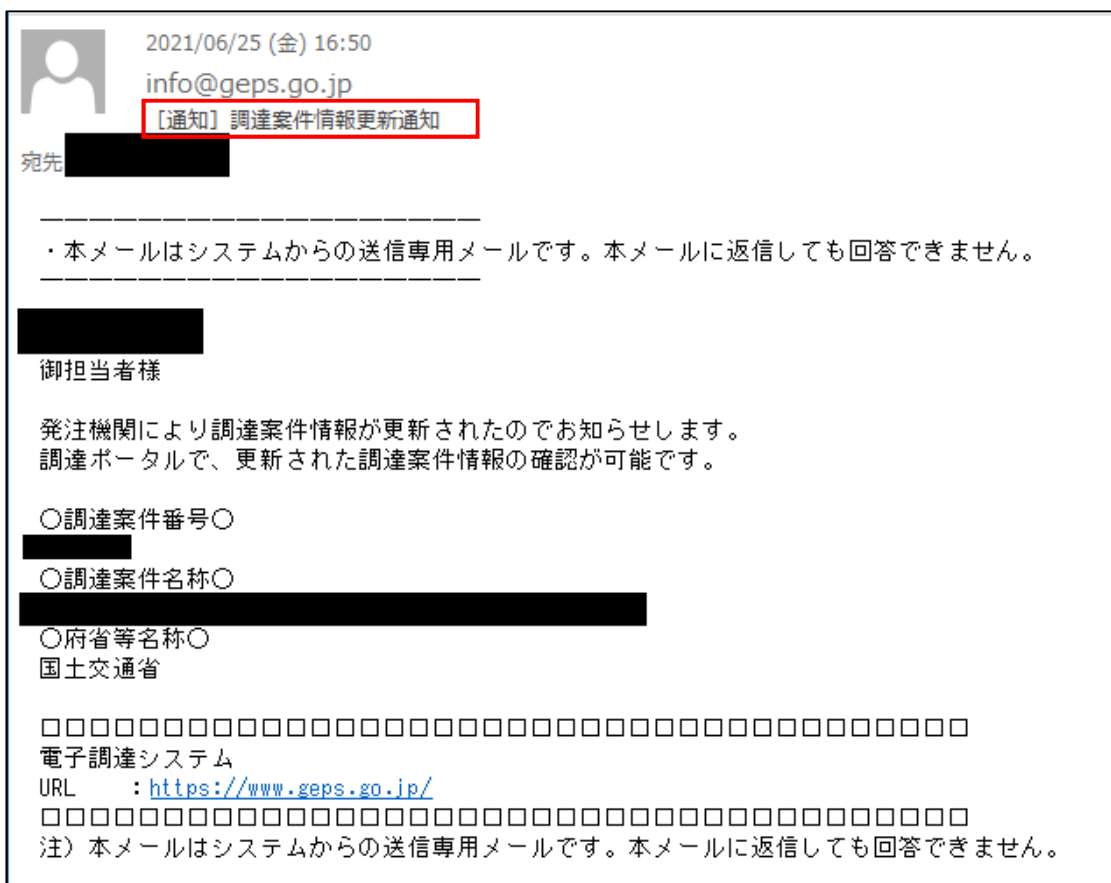 2021/06/25 (金) 16:50
info@geps.go.jp
［通知］調達案件情報更新通知
宛先
――――――――――――――――――
・本メールはシステムからの送信専用メールです。本メールに返信しても回答できません。
――――――――――――――――――
御担当者様
発注機関により調達案件情報が更新されたのでお知らせします。
調達ポータルで、更新された調達案件情報の確認が可能です。
〇調達案件番号〇
〇調達案件名称〇
〇府省等名称〇
国土交通省
□□□□□□□□□□□□□□□□□□□□□□□□□□□□□□□□□□□□□□
電子調達システム
URL　　：https://www.geps.go.jp/
□□□□□□□□□□□□□□□□□□□□□□□□□□□□□□□□□□□□□□
注）本メールはシステムからの送信専用メールです。本メールに返信しても回答できません。